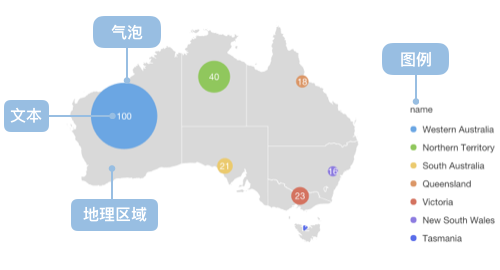 气泡
图例
18
40
name
文本
100
Western Australia
Northern Territory
21
South Australia
16
Queensland
23
Victoria
地理区域
New South Wales
Tasmania